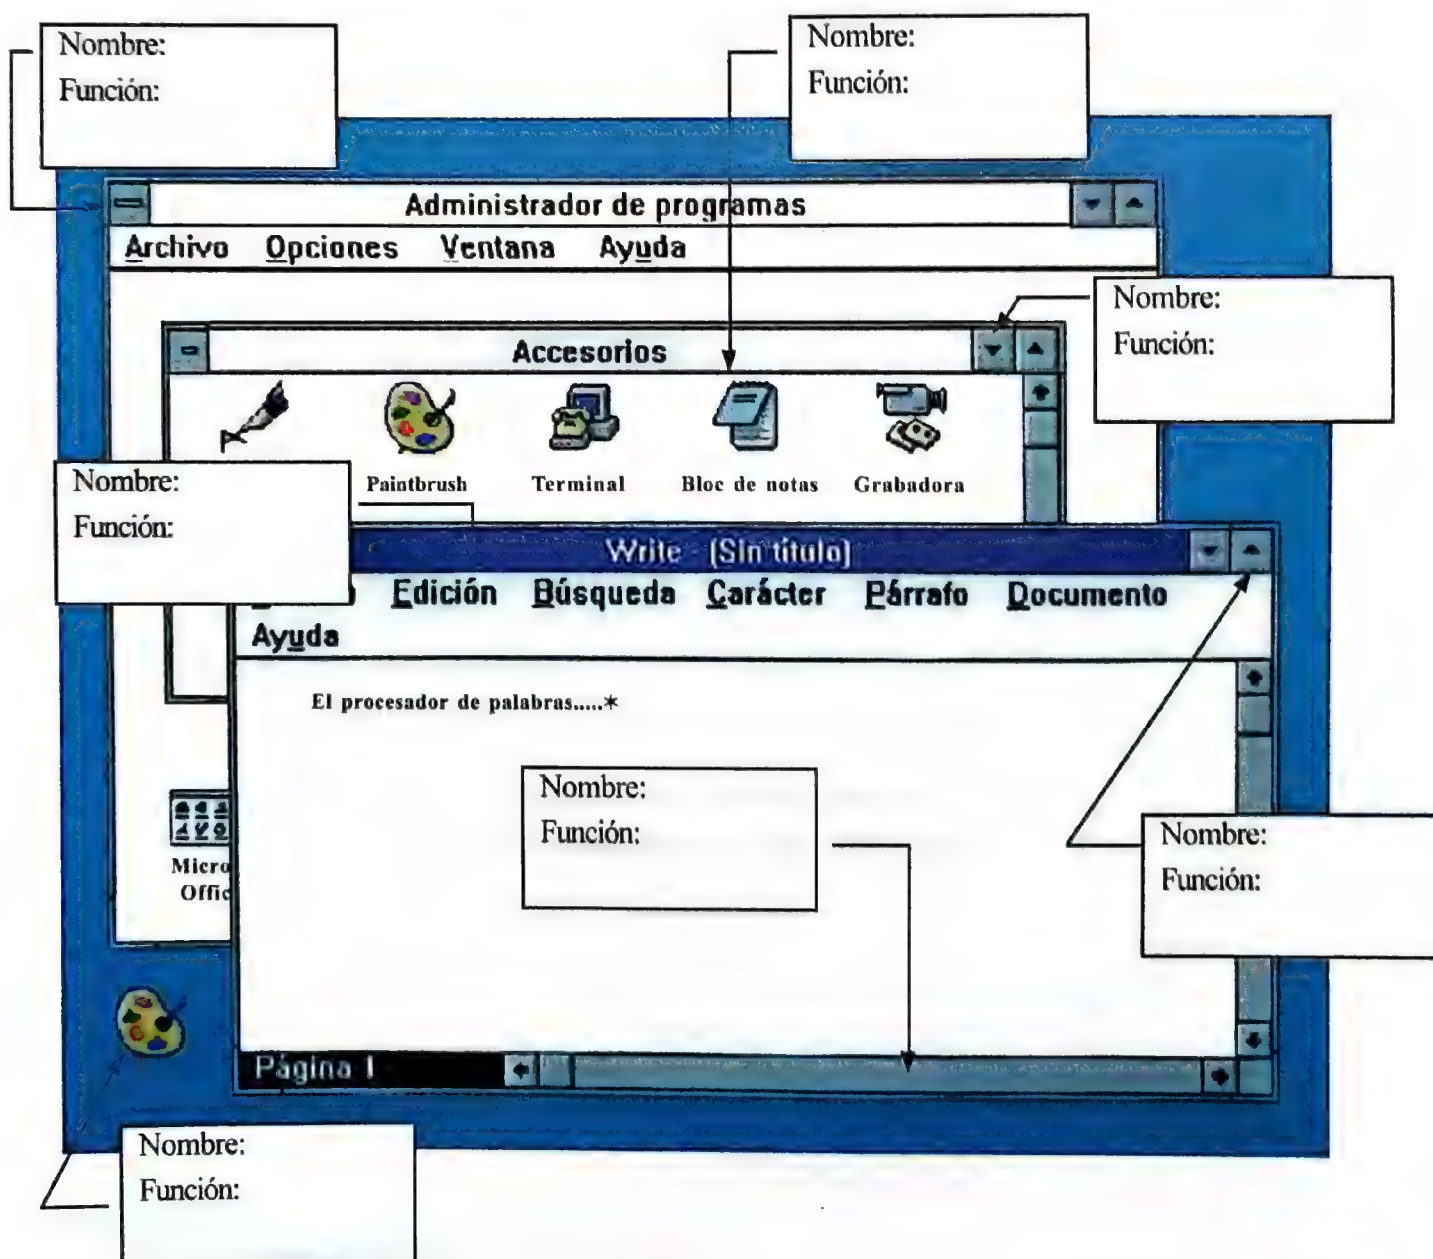 Nombre:
Función:
Nombre:
Función:
Administrador de programas
Archivo Opciones Ventana Ayuda
Nombre:
Función:
Accesorios
Paintbrush Terminal Bloc de notas Grabadora
Nombre:
Función:
Write - [Sin título]
Edición Búsqueda Carácter Párrafo Documento
Ayuda
El procesador de palabras.....*
Nombre:
Función:
Nombre:
Función:
Micro
Offic
Página 1
Nombre:
Función: